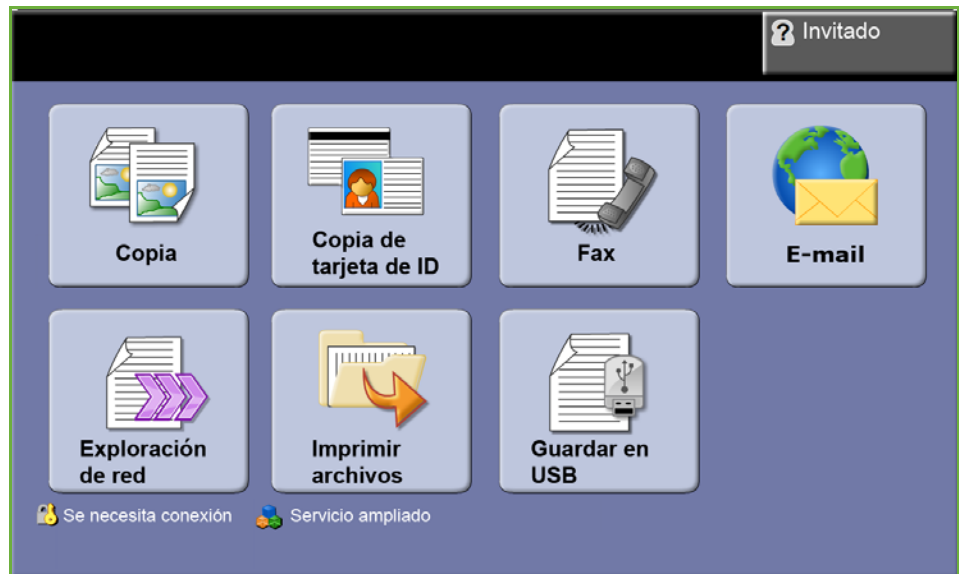 Invitado
Copia
Copia de
tarjeta de ID
Fax
E-mail
Exploración
de red
Imprimir
archivos
Guardar en
USB
Se necesita conexión
Servicio ampliado